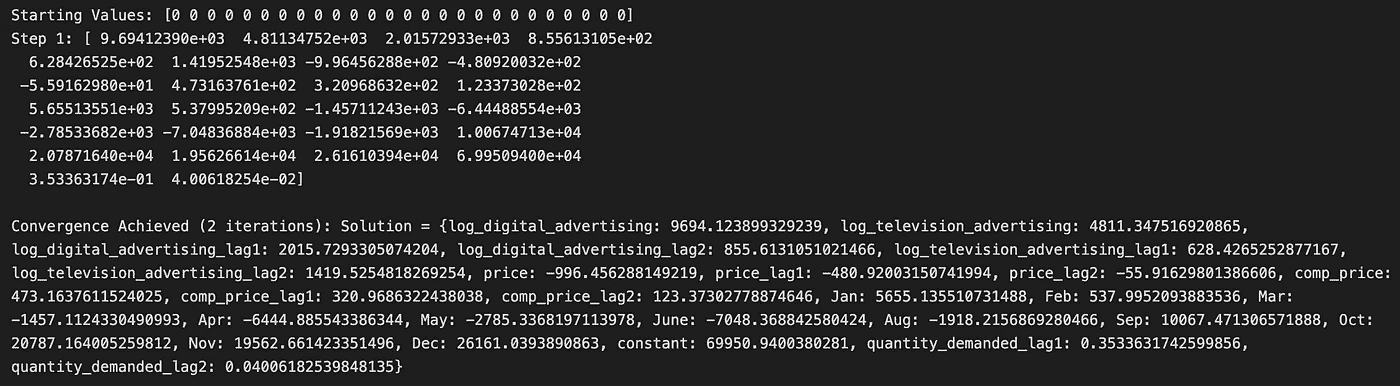 Starting Values: [0 0 0 0 0 0 0 0 0 0 0 0 0 0 0 0 0 0 0 0 0 0 0 0 0 0]
Step 1: [ 9.69412390e+03  4.81134752e+03  2.01572933e+03  8.55613105e+02
  6.28426525e+02  1.41952548e+03 -9.96456288e+02 -4.80920032e+02
 -5.59162980e+01  4.73163761e+02  3.20968632e+02  1.23373028e+02
  5.65513551e+03  5.37995209e+02 -1.45711243e+03 -6.44488554e+03
 -2.78533682e+03 -7.04836884e+03 -1.91821569e+03  1.00674713e+04
  2.07871640e+04  1.95626614e+04  2.61610394e+04  6.99509400e+04
  3.53363174e-01  4.00618254e-02]
Convergence Achieved (2 iterations): Solution = {log_digital_advertising: 9694.123899329239, log_television_advertising: 4811.347516920865,
log_digital_advertising_lag1: 2015.7293305074204, log_digital_advertising_lag2: 855.6131051021466, log_television_advertising_lag1: 628.4265252877167,
log_television_advertising_lag2: 1419.5254818269254, price: -996.456288149219, price_lag1: -480.92003150741994, price_lag2: -55.91629801386606, comp_price:
473.1637611524025, comp_price_lag1: 320.9686322438038, comp_price_lag2: 123.37302778874646, Jan: 5655.135510731488, Feb: 537.9952093883536, Mar:
-1457.1124330490993, Apr: -6444.885543386344, May: -2785.3368197113978, June: -7048.368842580424, Aug: -1918.2156869280466, Sep: 10067.471306571888, Oct:
20787.164005259812, Nov: 19562.661423351496, Dec: 26161.0393890863, constant: 69950.9400380281, quantity_demanded_lag1: 0.3533631742599856,
quantity_demanded_lag2: 0.04006182539848135}